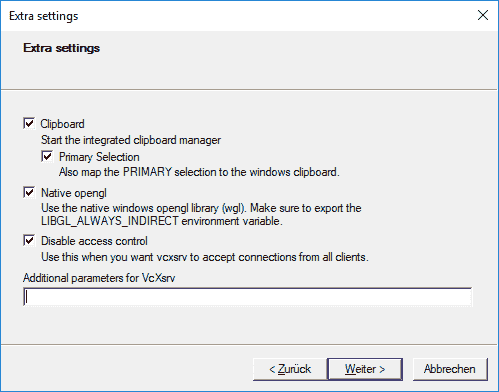 Extra settings
Extra settings
Clipboard
Start the integrated clipboard manager
Primary Selection
Also map the PRIMARY selection to the windows clipboard.
Native opengl
Use the native windows opengl library (wgl). Make sure to export the
LIBGL_ALWAYS_INDIRECT environment variable.
Disable access control
Use this when you want vcxsrv to accept connections from all clients.
Additional parameters for VcXsrv
< Zurück Weiter > Abbrechen